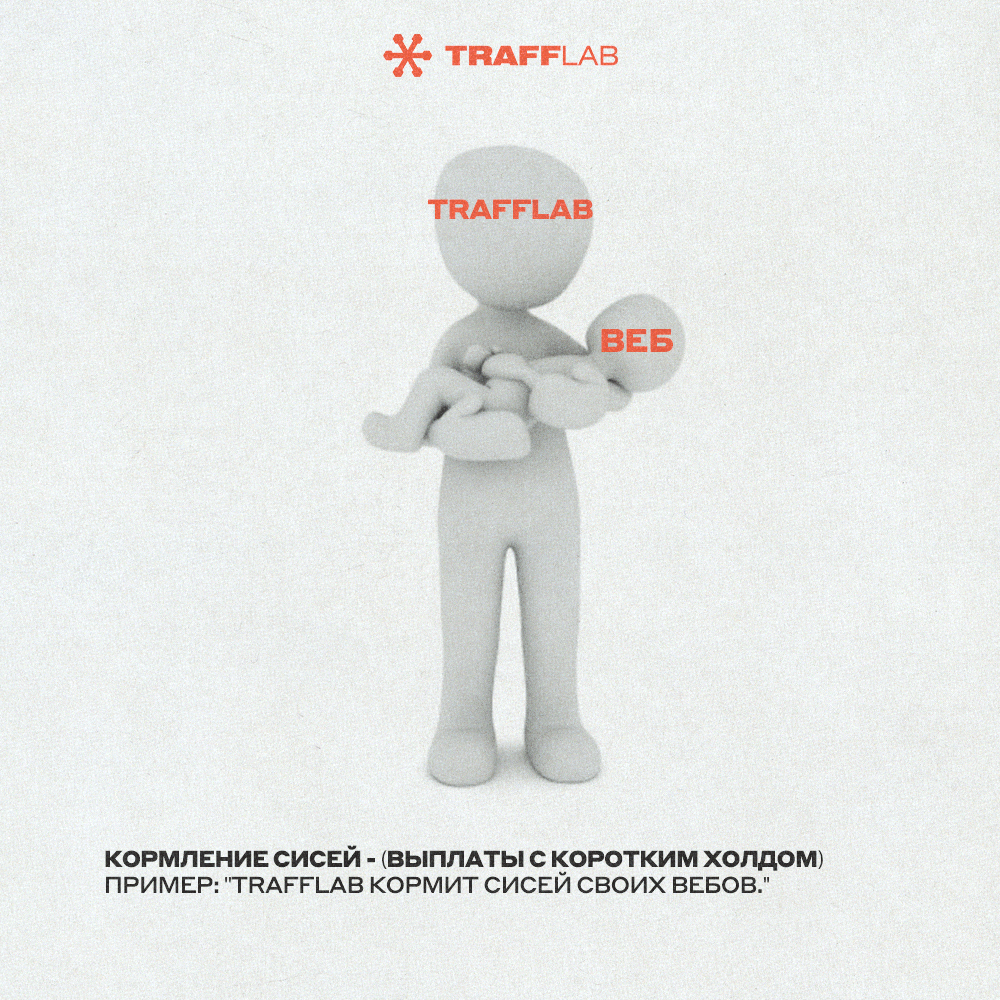 TRAFFLAB
TRAFFLAB
ВЕБ
КОРМЛЕНИЕ СИСЕЙ - (ВЫПЛАТЫ С КОРОТКИМ ХОЛДОМ)
ПРИМЕР: "TRAFFLAB КОРМИТ СИСЕЙ СВОИХ ВЕБОВ."